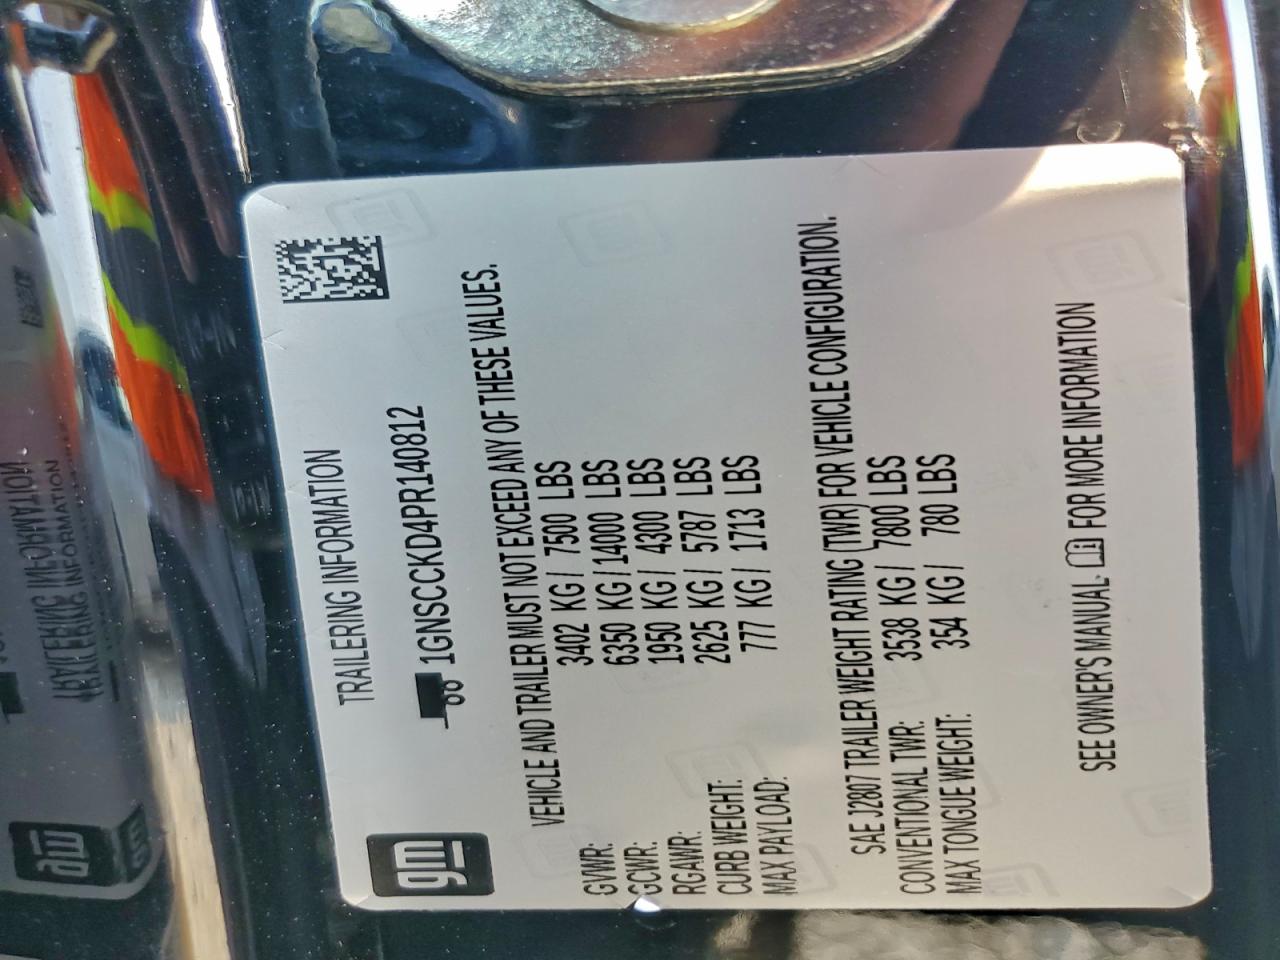 TRAILERING INFORMATION
gm
1GNSCCKD4PR140812
VEHICLE AND TRAILER MUST NOT EXCEED ANY OF THESE VALUES.
GVWR: 3402 KG / 7500 LBS
GCWR: 6350 KG / 14000 LBS
RGAWR: 1950 KG / 4300 LBS
CURB WEIGHT: 2625 KG / 5787 LBS
MAX PAYLOAD: 777 KG / 1713 LBS
SAE J2807 TRAILER WEIGHT RATING (TWR) FOR VEHICLE CONFIGURATION.
CONVENTIONAL TWR: 3538 KG / 7800 LBS
MAX TONGUE WEIGHT: 354 KG / 780 LBS
SEE OWNER'S MANUAL. FOR MORE INFORMATION